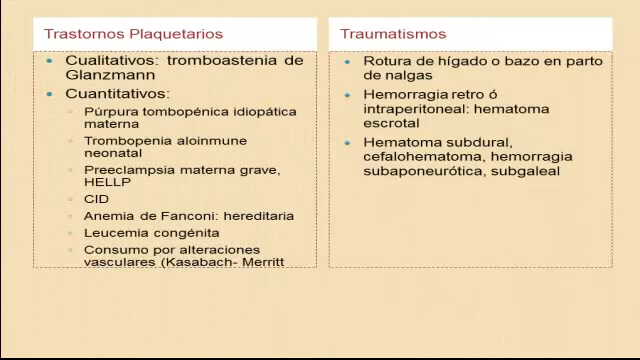 Trastornos Plaquetarios
Cualitativos: tromboastenia de
Glanzmann
Cuantitativos:
Púrpura tombopénica idiopática
materna
Trombopenia aloinmune
neonatal
Preeclampsia materna grave,
HELLP
CID
Anemia de Fanconi: hereditaria
Leucemia congénita
Consumo por alteraciones
vasculares (Kasabach- Merritt
Traumatismos
Rotura de hígado o bazo en parto
de nalgas
Hemorragia retro ó
intraperitoneal: hematoma
escrotal
Hematoma subdural,
cefalohematoma, hemorragia
subaponeurótica, subgaleal